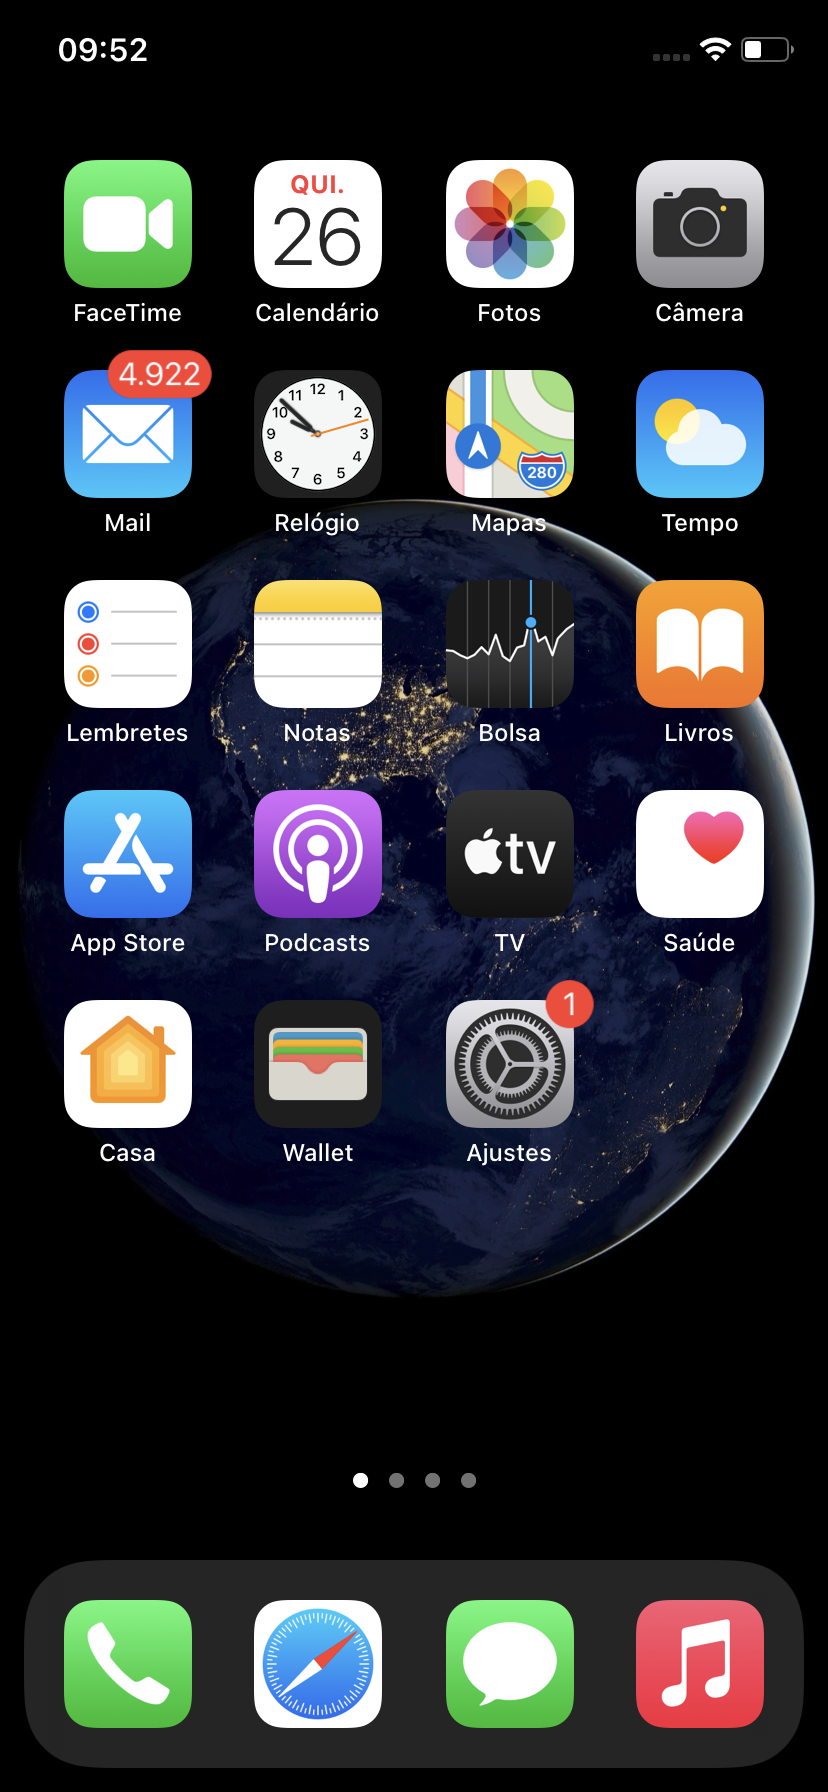 09:52
QUI.
26
FaceTime
Calendário
Fotos
Câmera
4.922
12
1
2
3
4
5
6
7
8
9
10
11
280
Mail
Relógio
Mapas
Tempo
Lembretes
Notas
Bolsa
Livros
tv
App Store
Podcasts
TV
Saúde
1
Casa
Wallet
Ajustes